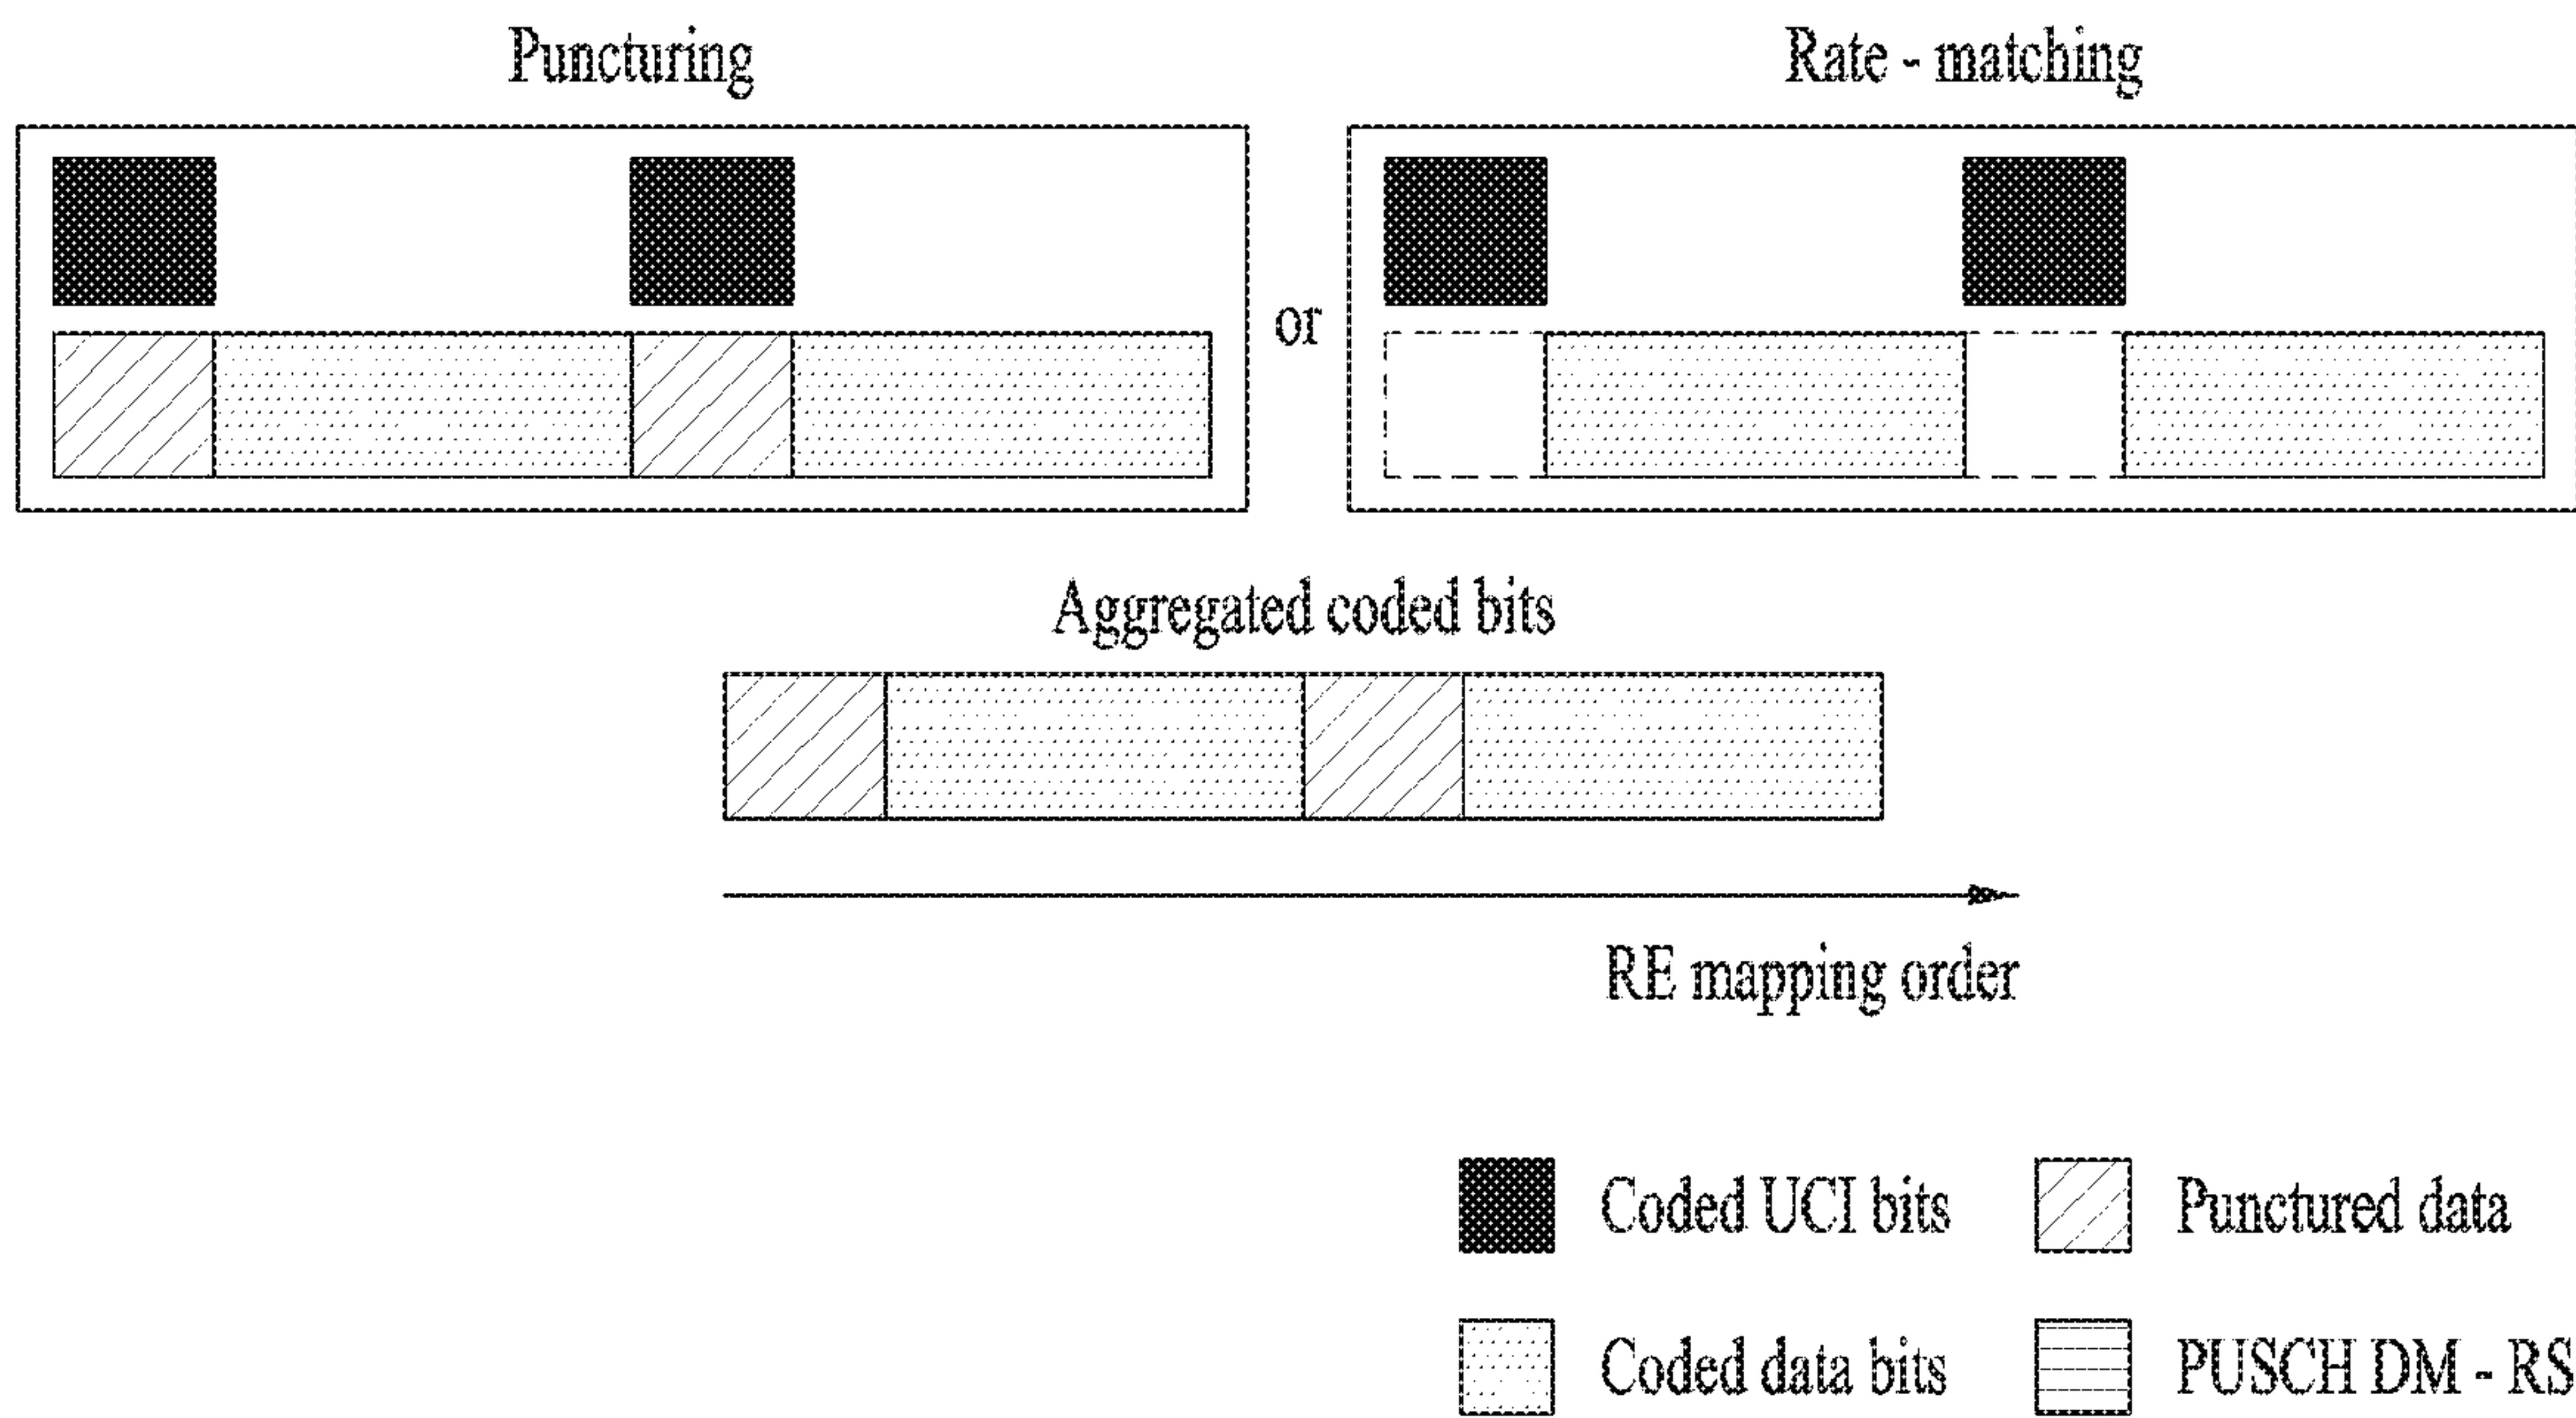 Puncturing
Rate - matching
or
Aggregated coded bits
RE mapping order
Coded UCI bits
Punctured data
Coded data bits
PUSCH DM - RS